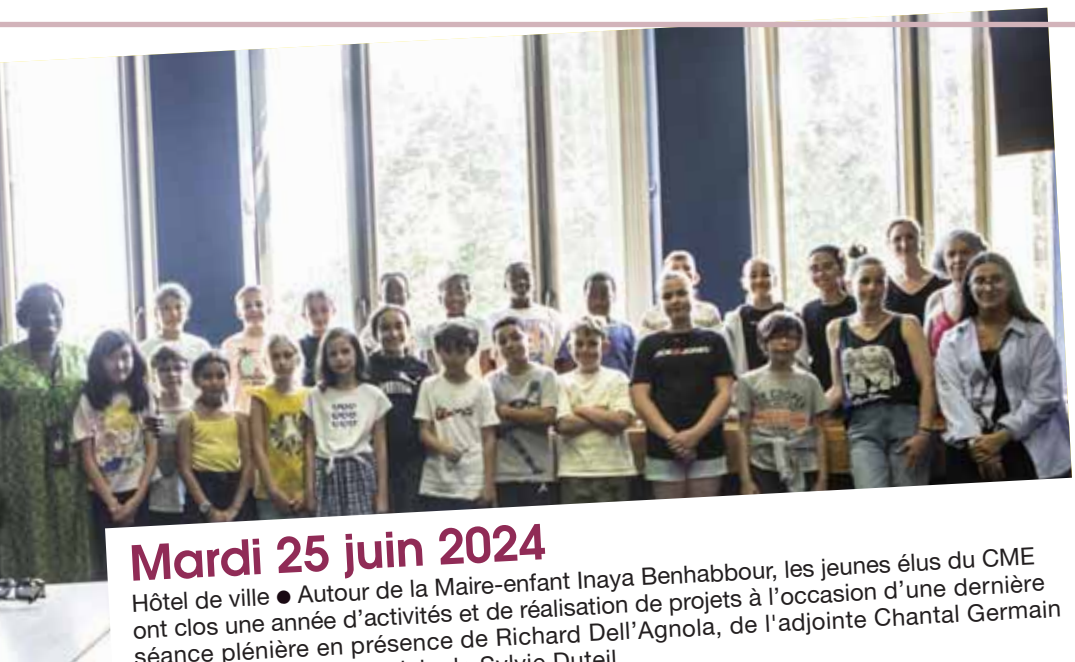 Mardi 25 juin 2024
Hôtel de ville ● Autour de la Maire-enfant Inaya Benhabbour, les jeunes élus du CME
ont clos une année d’activités et de réalisation de projets à l’occasion d’une dernière
séance plénière en présence de Richard Dell’Agnola, de l'adjointe Chantal Germain
Sylvie Duteil